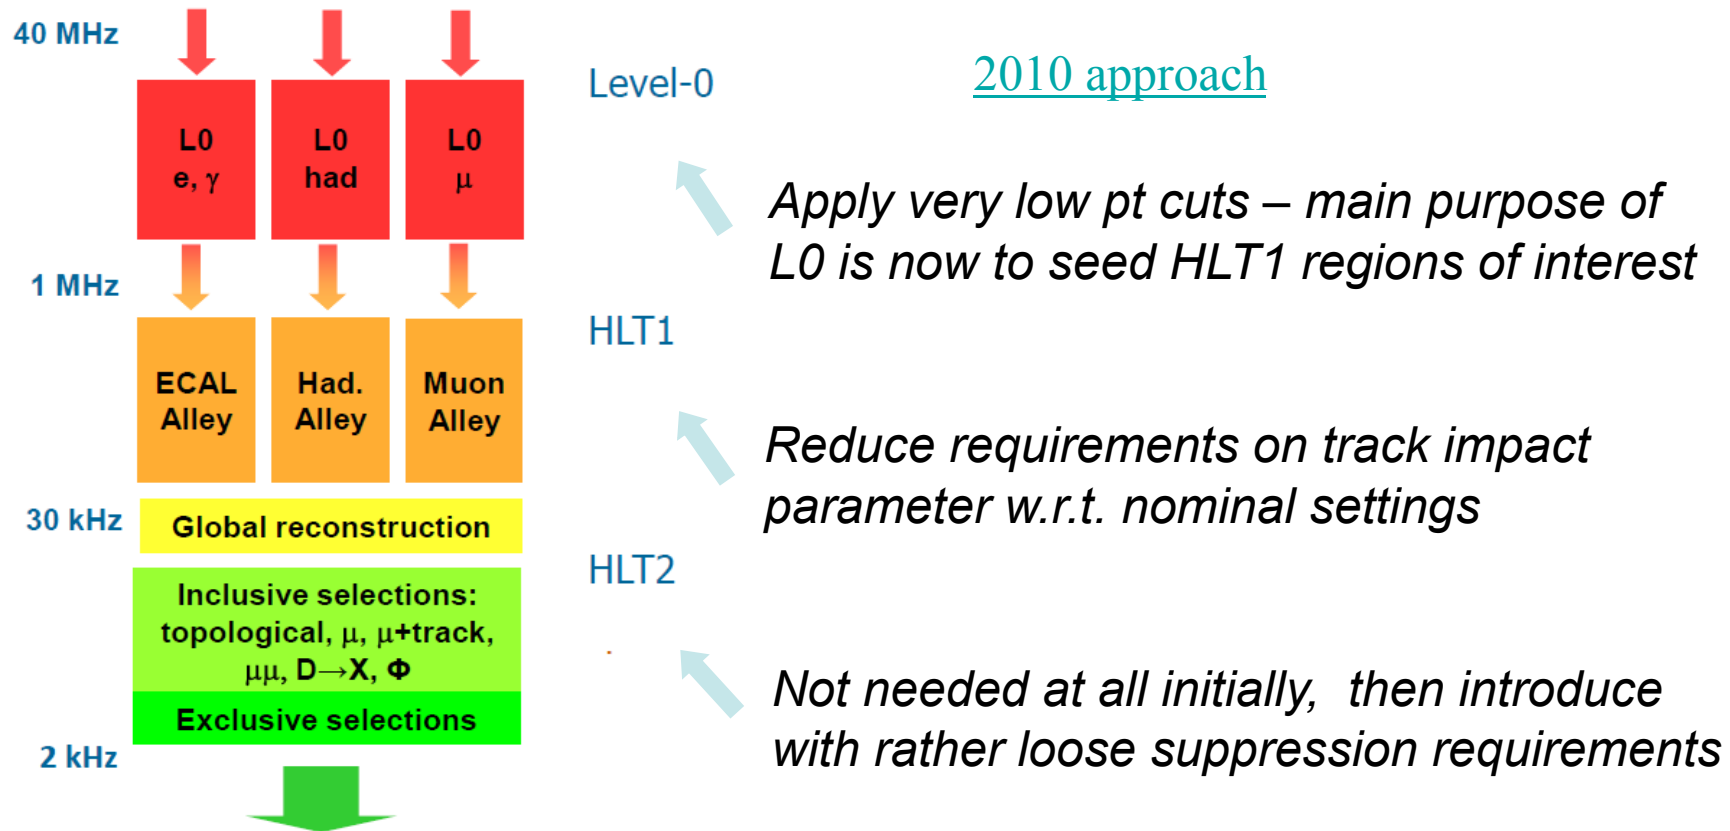 40 MHz
Level-0
2010 approach
L0
e, γ
L0
had
L0
μ
Apply very low pt cuts – main purpose of
L0 is now to seed HLT1 regions of interest
1 MHz
HLT1
ECAL
Alley
Had.
Alley
Muon
Alley
Reduce requirements on track impact
parameter w.r.t. nominal settings
30 kHz
Global reconstruction
HLT2
Inclusive selections:
topological, μ, μ+track,
μμ, D→X, Φ
Exclusive selections
Not needed at all initially, then introduce
with rather loose suppression requirements
2 kHz